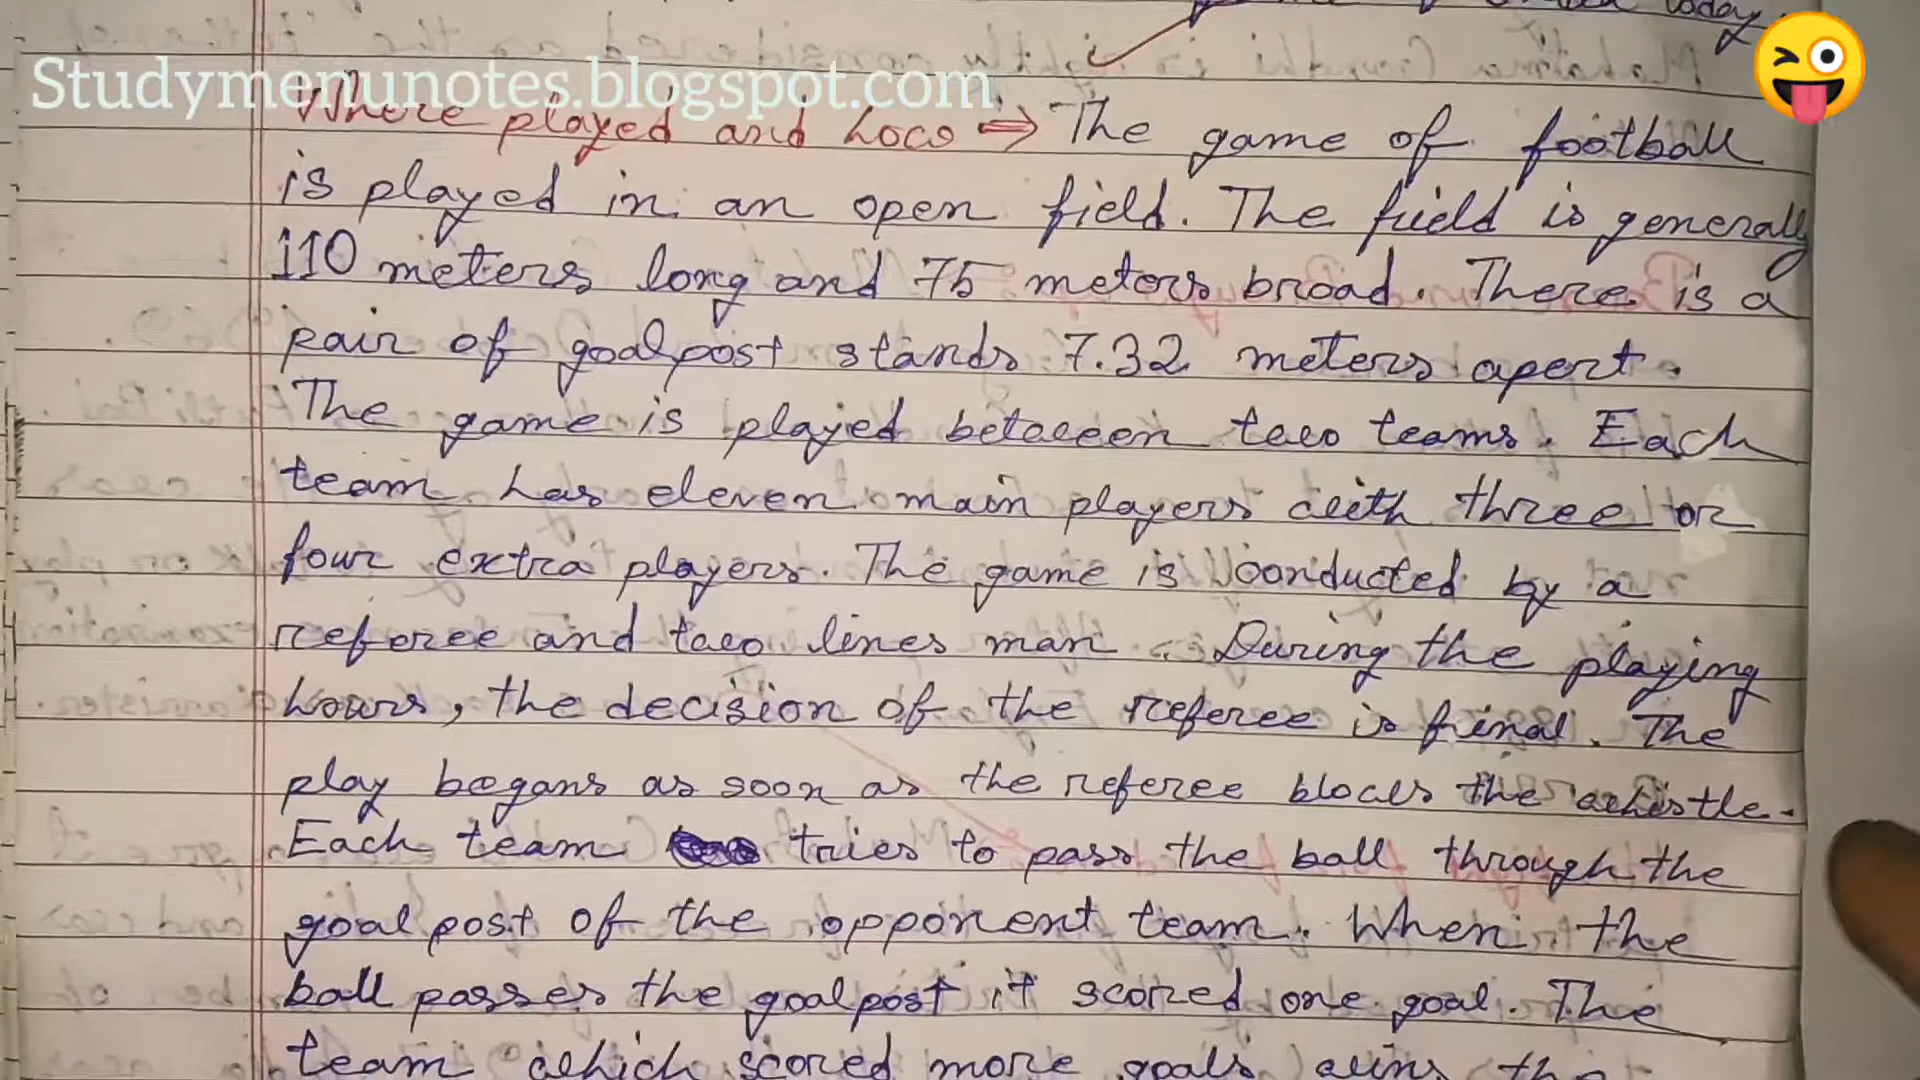 today.
Studymenunotes.blogspot.com
Where played and how ⇒ The game of football
is played in an open field. The field is generally
110 meters long and 75 meters broad. There is a
pair of goalpost stands 7.32 meters apert.
The game is played between two teams. Each
team has eleven main players with three or
four extra players. The game is conducted by a
referee and two lines man. During the playing
hours, the decision of the referee is final. The
play begans as soon as the referee blows the whistle.
Each team tries to pass the ball through the
goal post of the opponent team. When the
ball passes the goalpost it scored one goal. The
team which scored more goals wins the